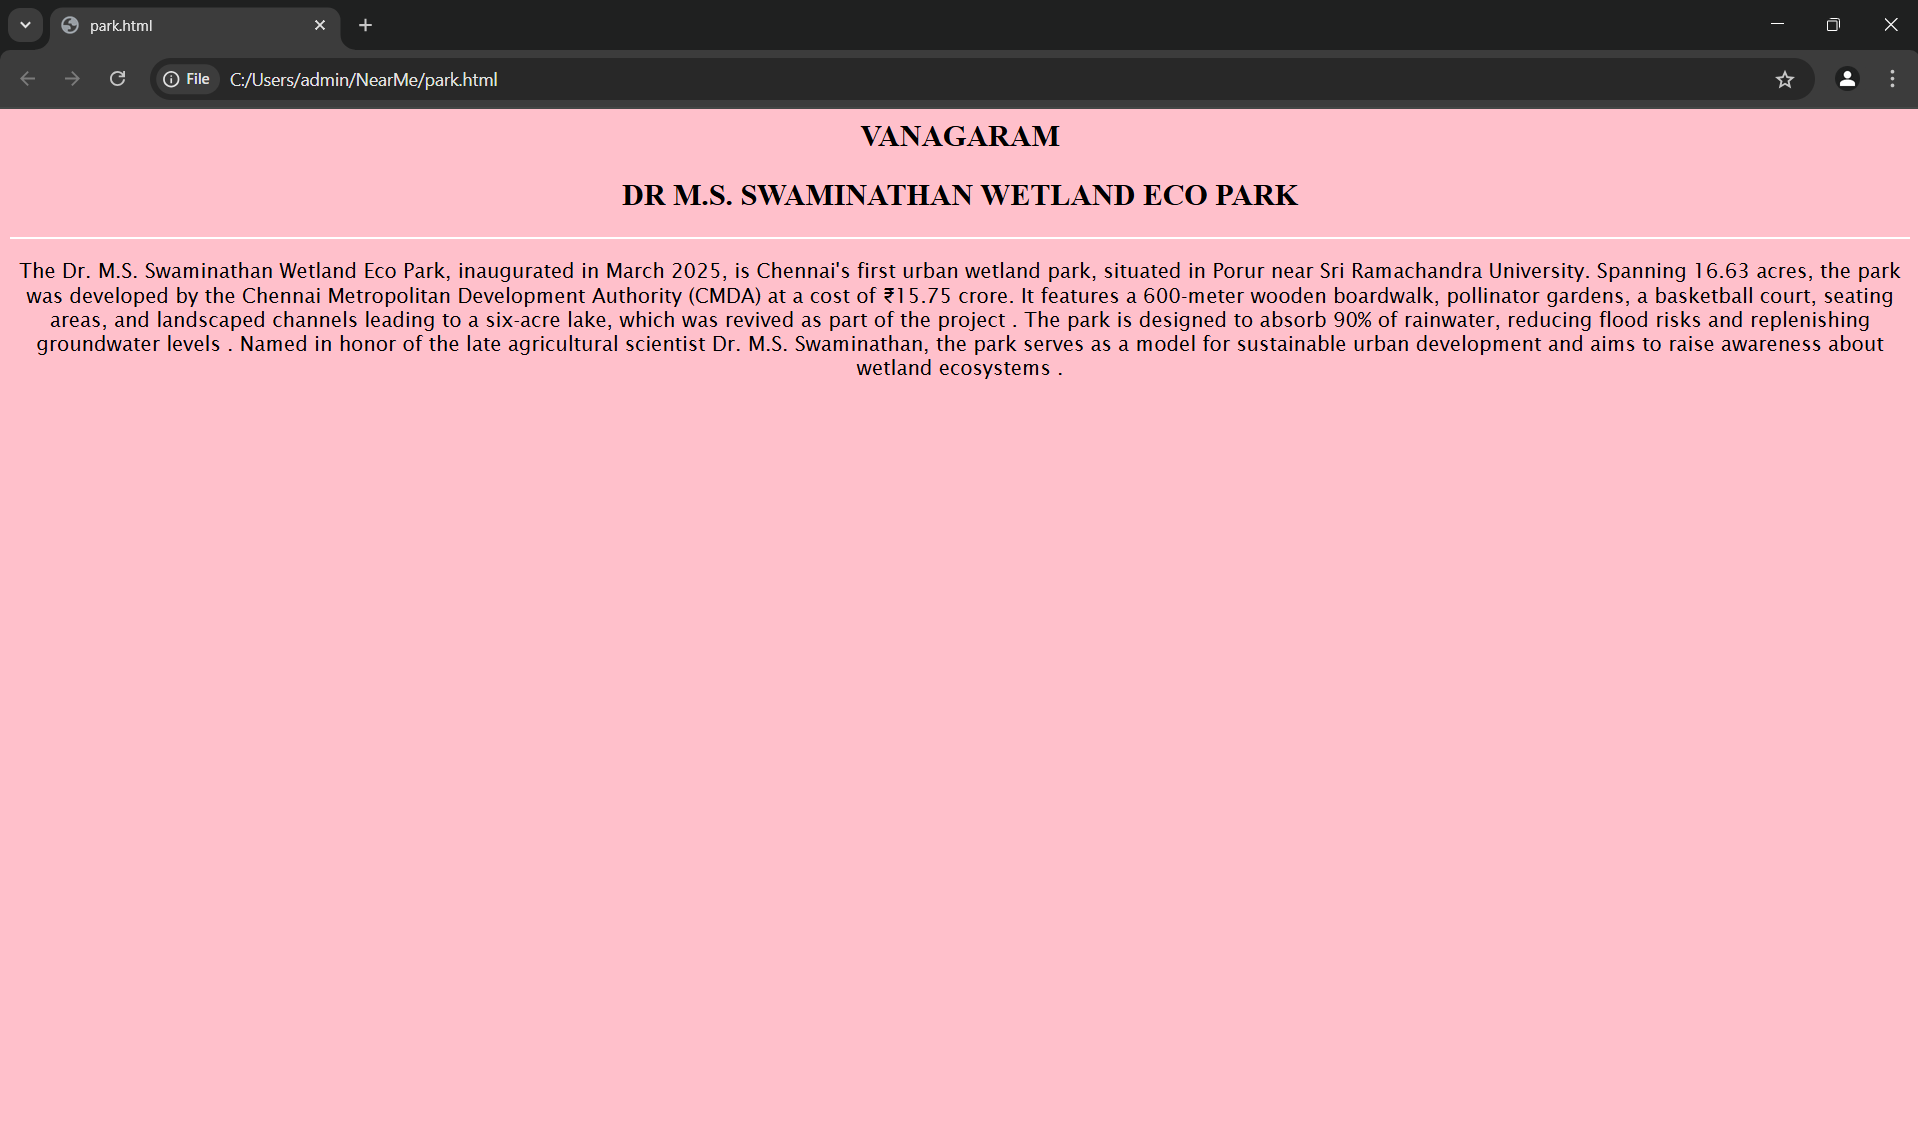 park.html
File
C:/Users/admin/NearMe/park.html
VANAGARAM
DR M.S. SWAMINATHAN WETLAND ECO PARK
The Dr. M.S. Swaminathan Wetland Eco Park, inaugurated in March 2025, is Chennai's first urban wetland park, situated in Porur near Sri Ramachandra University. Spanning 16.63 acres, the park
was developed by the Chennai Metropolitan Development Authority (CMDA) at a cost of ₹15.75 crore. It features a 600-meter wooden boardwalk, pollinator gardens, a basketball court, seating
areas, and landscaped channels leading to a six-acre lake, which was revived as part of the project . The park is designed to absorb 90% of rainwater, reducing flood risks and replenishing
groundwater levels . Named in honor of the late agricultural scientist Dr. M.S. Swaminathan, the park serves as a model for sustainable urban development and aims to raise awareness about
wetland ecosystems .